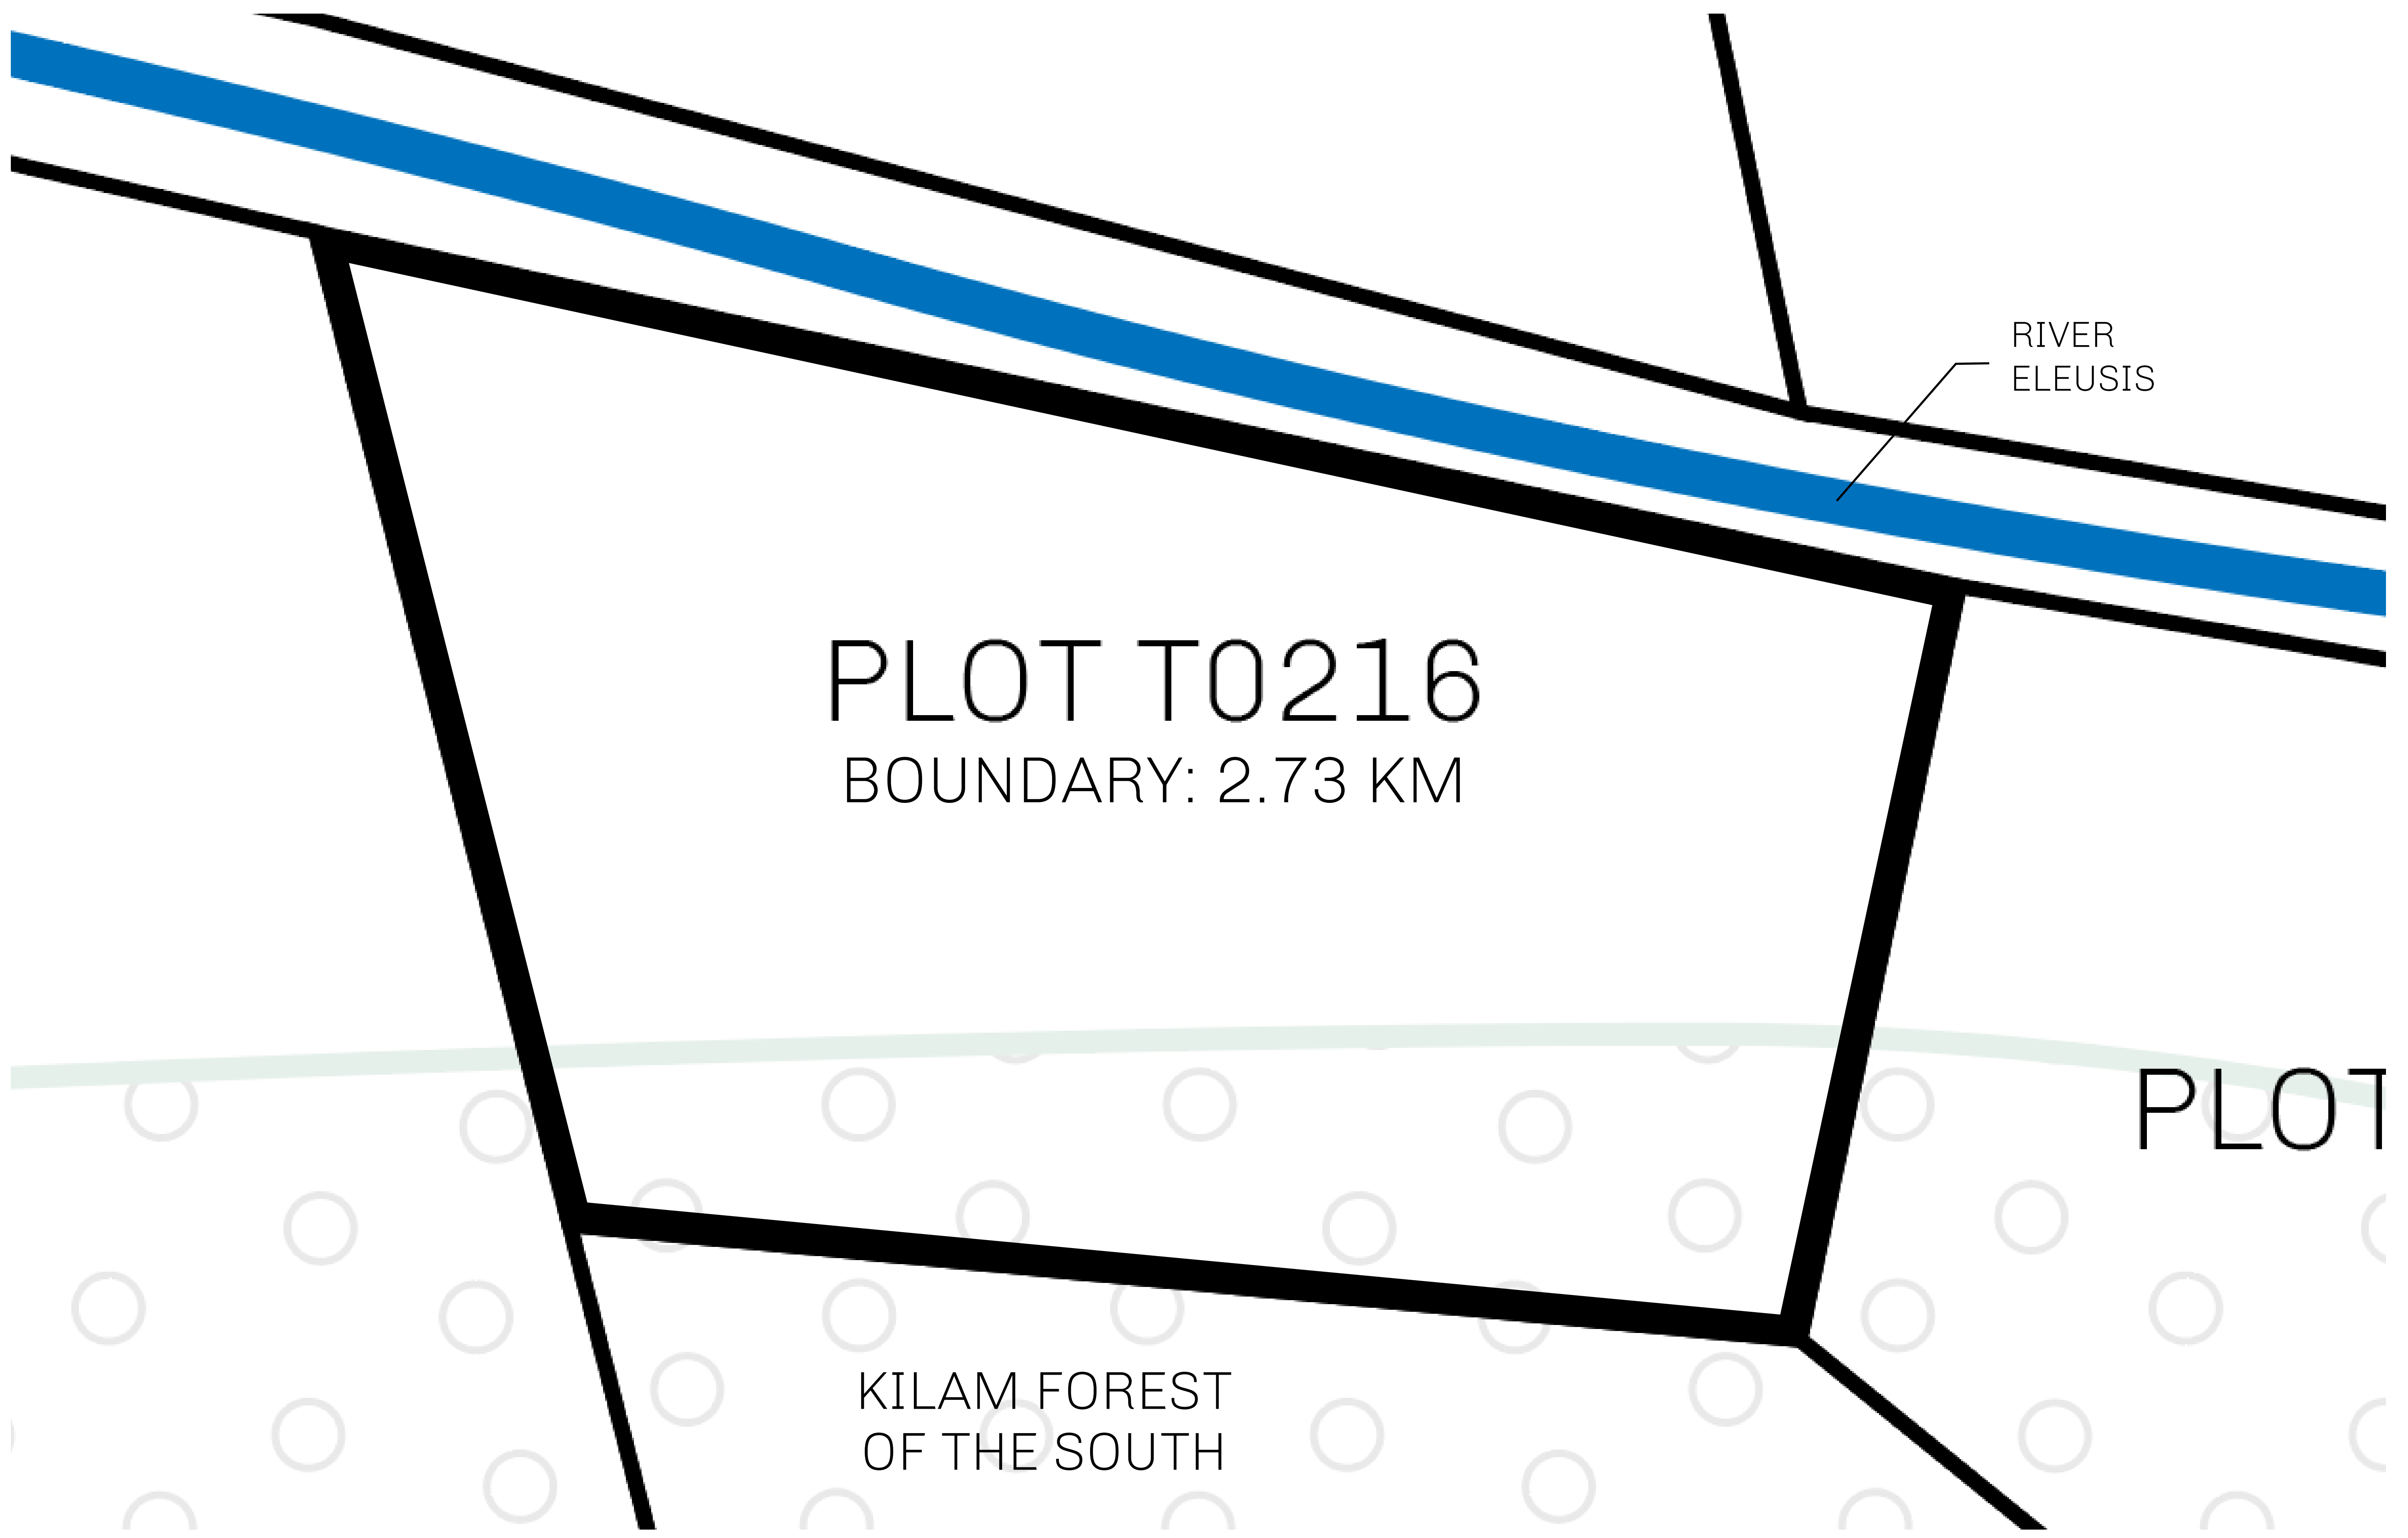 RIVER
ELEUSIS
PLOT T0216
BOUNDARY: 2.73 KM
PLOT
KILAM FOREST
OF THE SOUTH